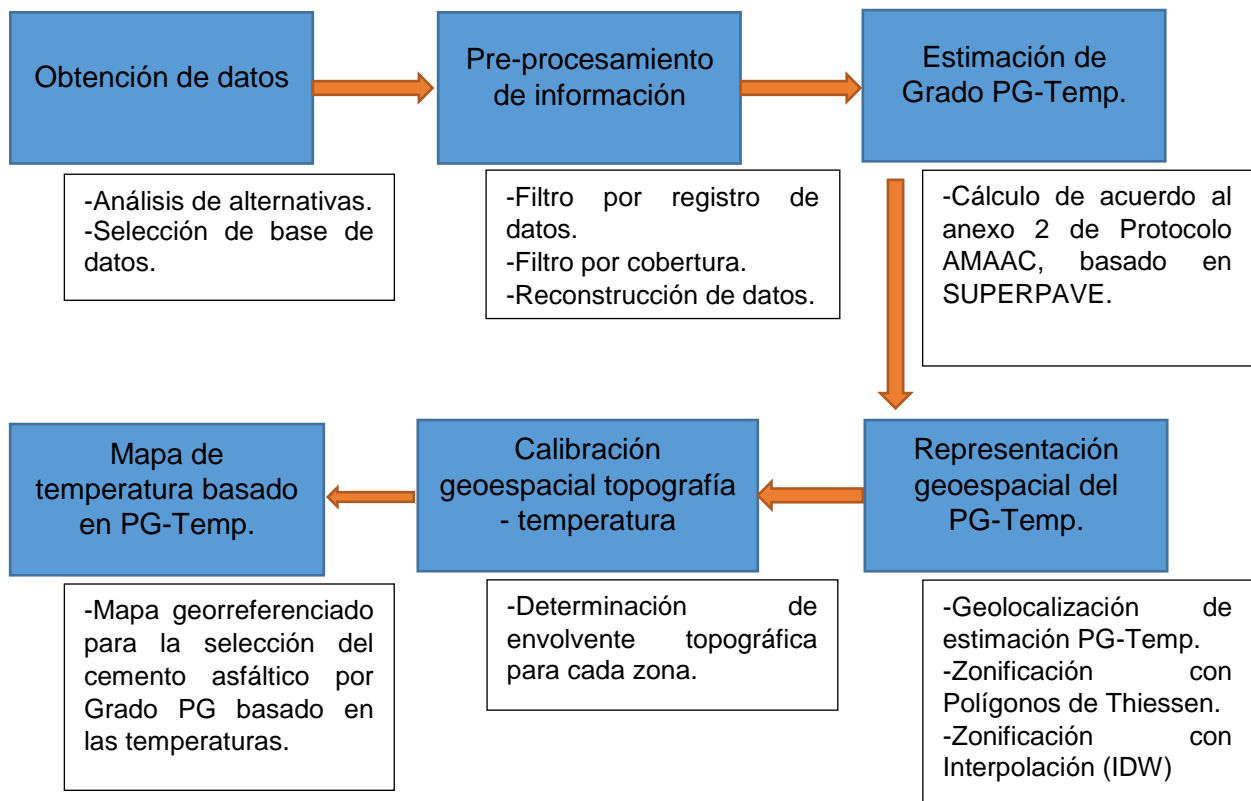 Obtención de datos
-Análisis de alternativas.
-Selección de base de
datos.
Pre-procesamiento
de información
-Filtro por registro de
datos.
-Filtro por cobertura.
-Reconstrucción de datos.
Estimación de
Grado PG-Temp.
-Cálculo de acuerdo al
anexo 2 de Protocolo
AMAAC, basado en
SUPERPAVE.
Representación
geoespacial del
PG-Temp.
-Geolocalización de
estimación PG-Temp.
-Zonificación con
Polígonos de Thiessen.
-Zonificación con
Interpolación (IDW)
Calibración
geoespacial topografía
- temperatura
-Determinación de
envolvente topográfica
para cada zona.
Mapa de
temperatura basado
en PG-Temp.
-Mapa georreferenciado
para la selección del
cemento asfáltico por
Grado PG basado en
las temperaturas.